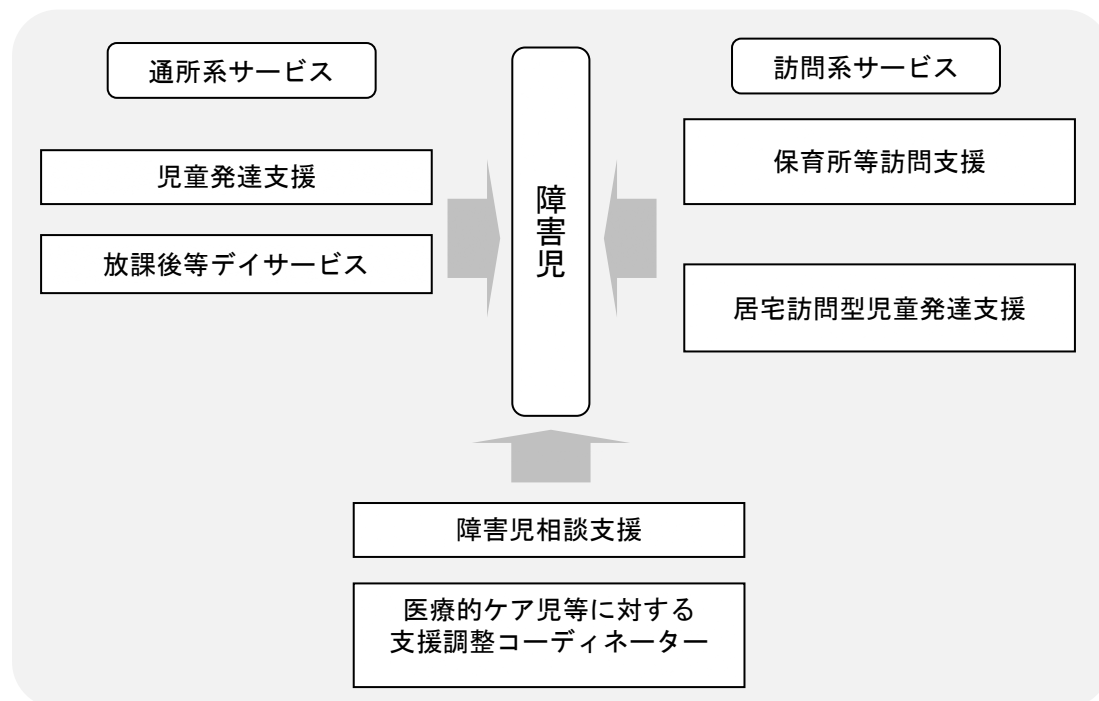 通所系サービス
児童発達支援
放課後等デイサービス
障害児
訪問系サービス
保育所等訪問支援
居宅訪問型児童発達支援
障害児相談支援
医療的ケア児等に対する
支援調整コーディネーター